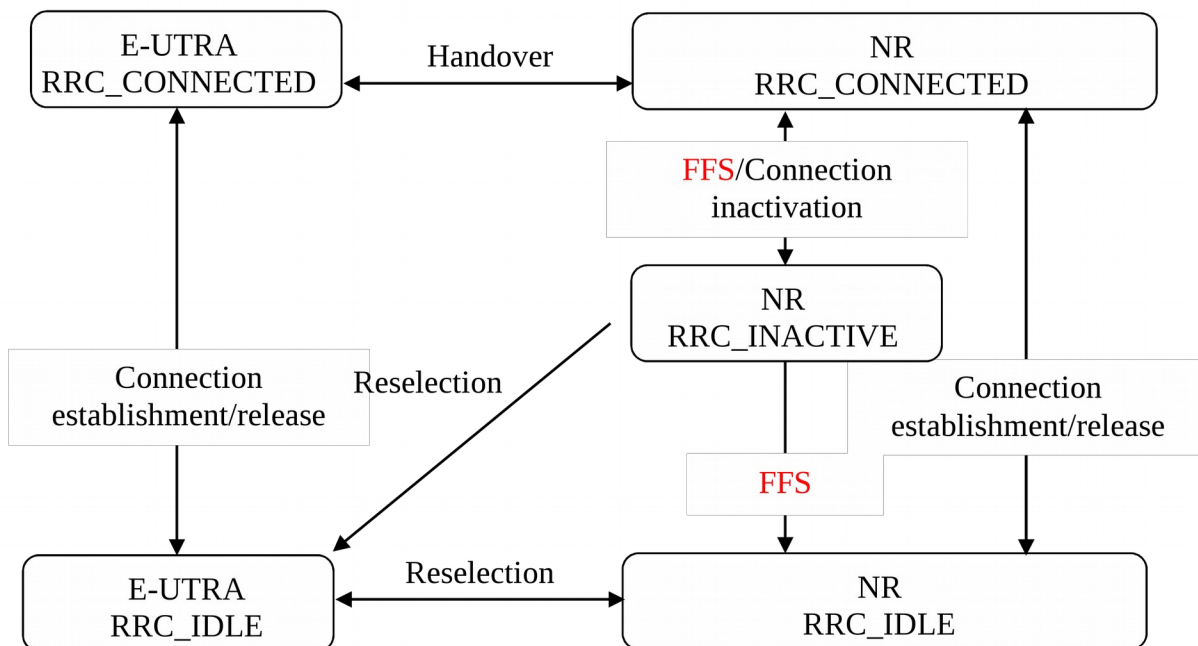 E-UTRA
RRC_CONNECTED
Handover
NR
RRC_CONNECTED
FFS/Connection
inactivation
NR
RRC_INACTIVE
Connection
establishment/release
Reselection
Connection
establishment/release
FFS
E-UTRA
RRC_IDLE
Reselection
NR
RRC_IDLE